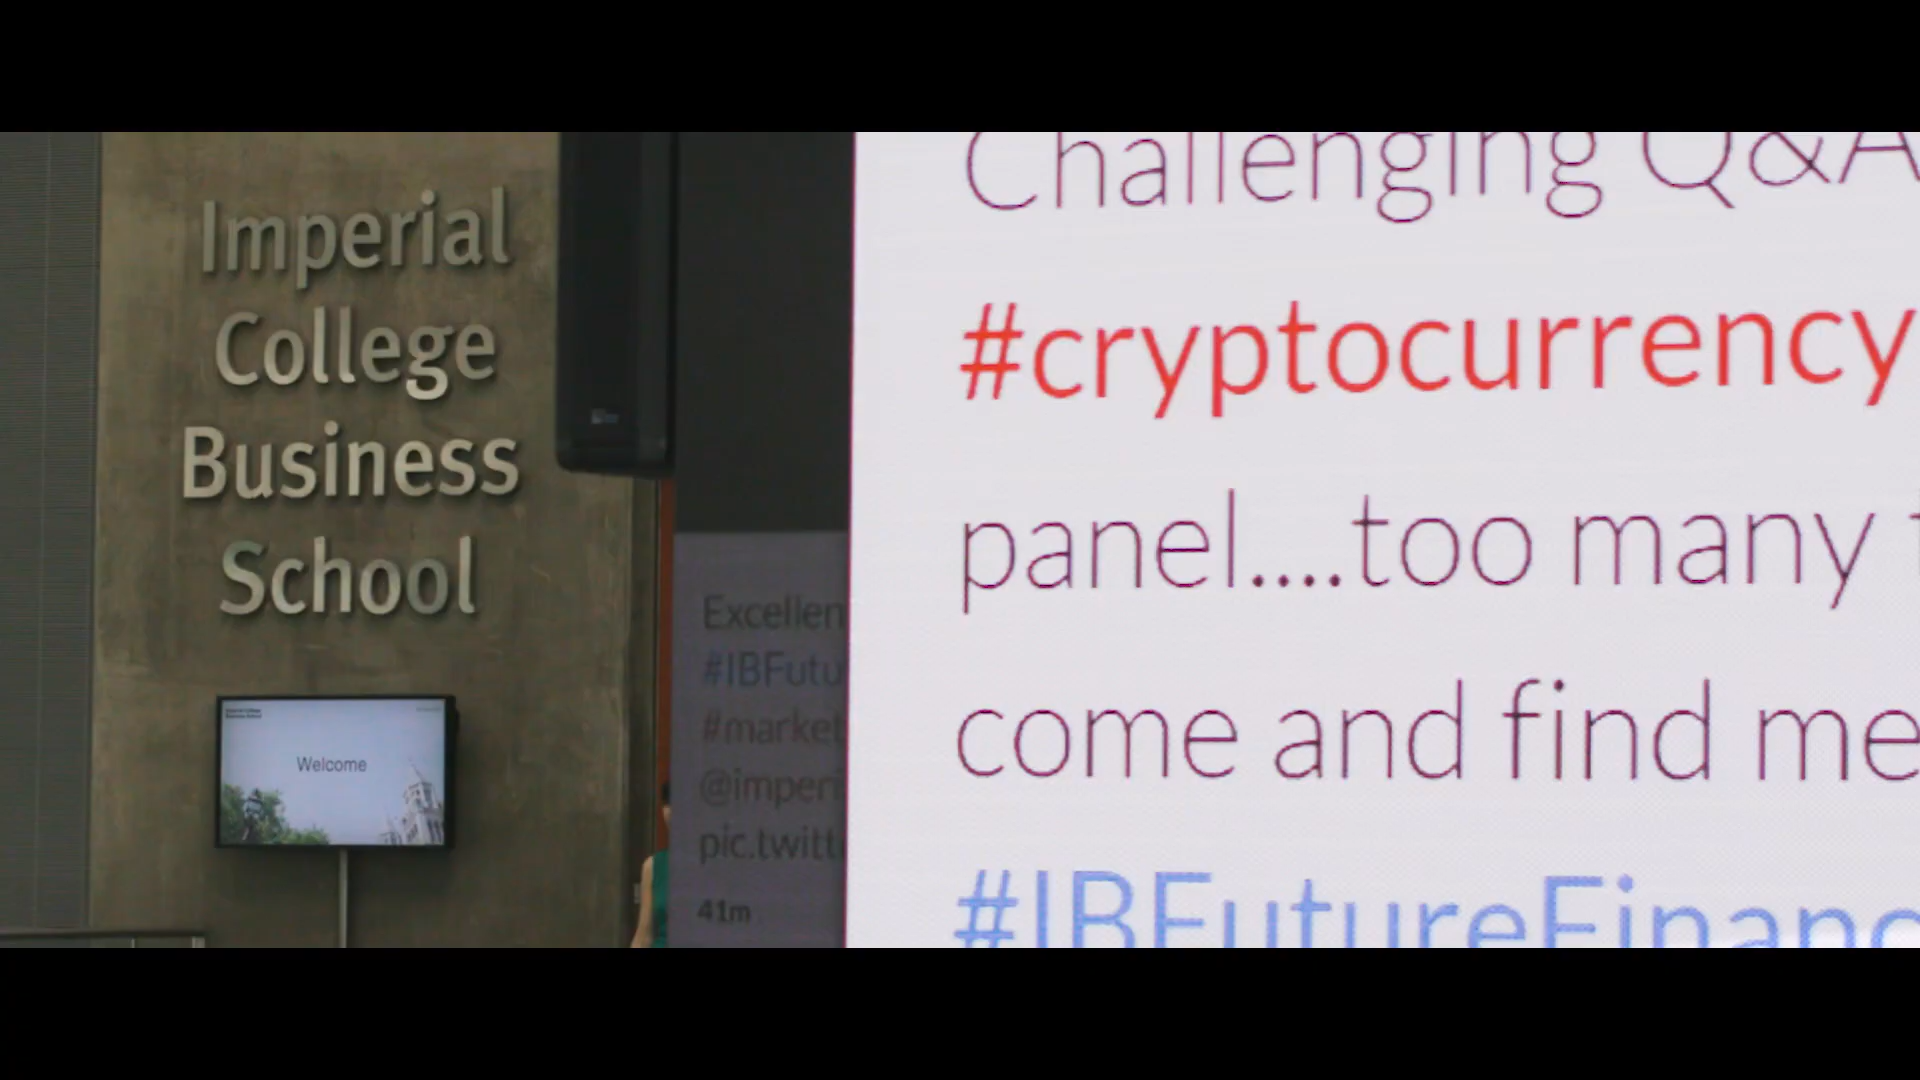 Imperial
College
Business
School
Welcome
Excellen
#IBFutu
#market
@imperi
pic.twitt
41m
Challenging Q&A
#cryptocurrency
panel....too many
come and find me
#IBFutureFinanc